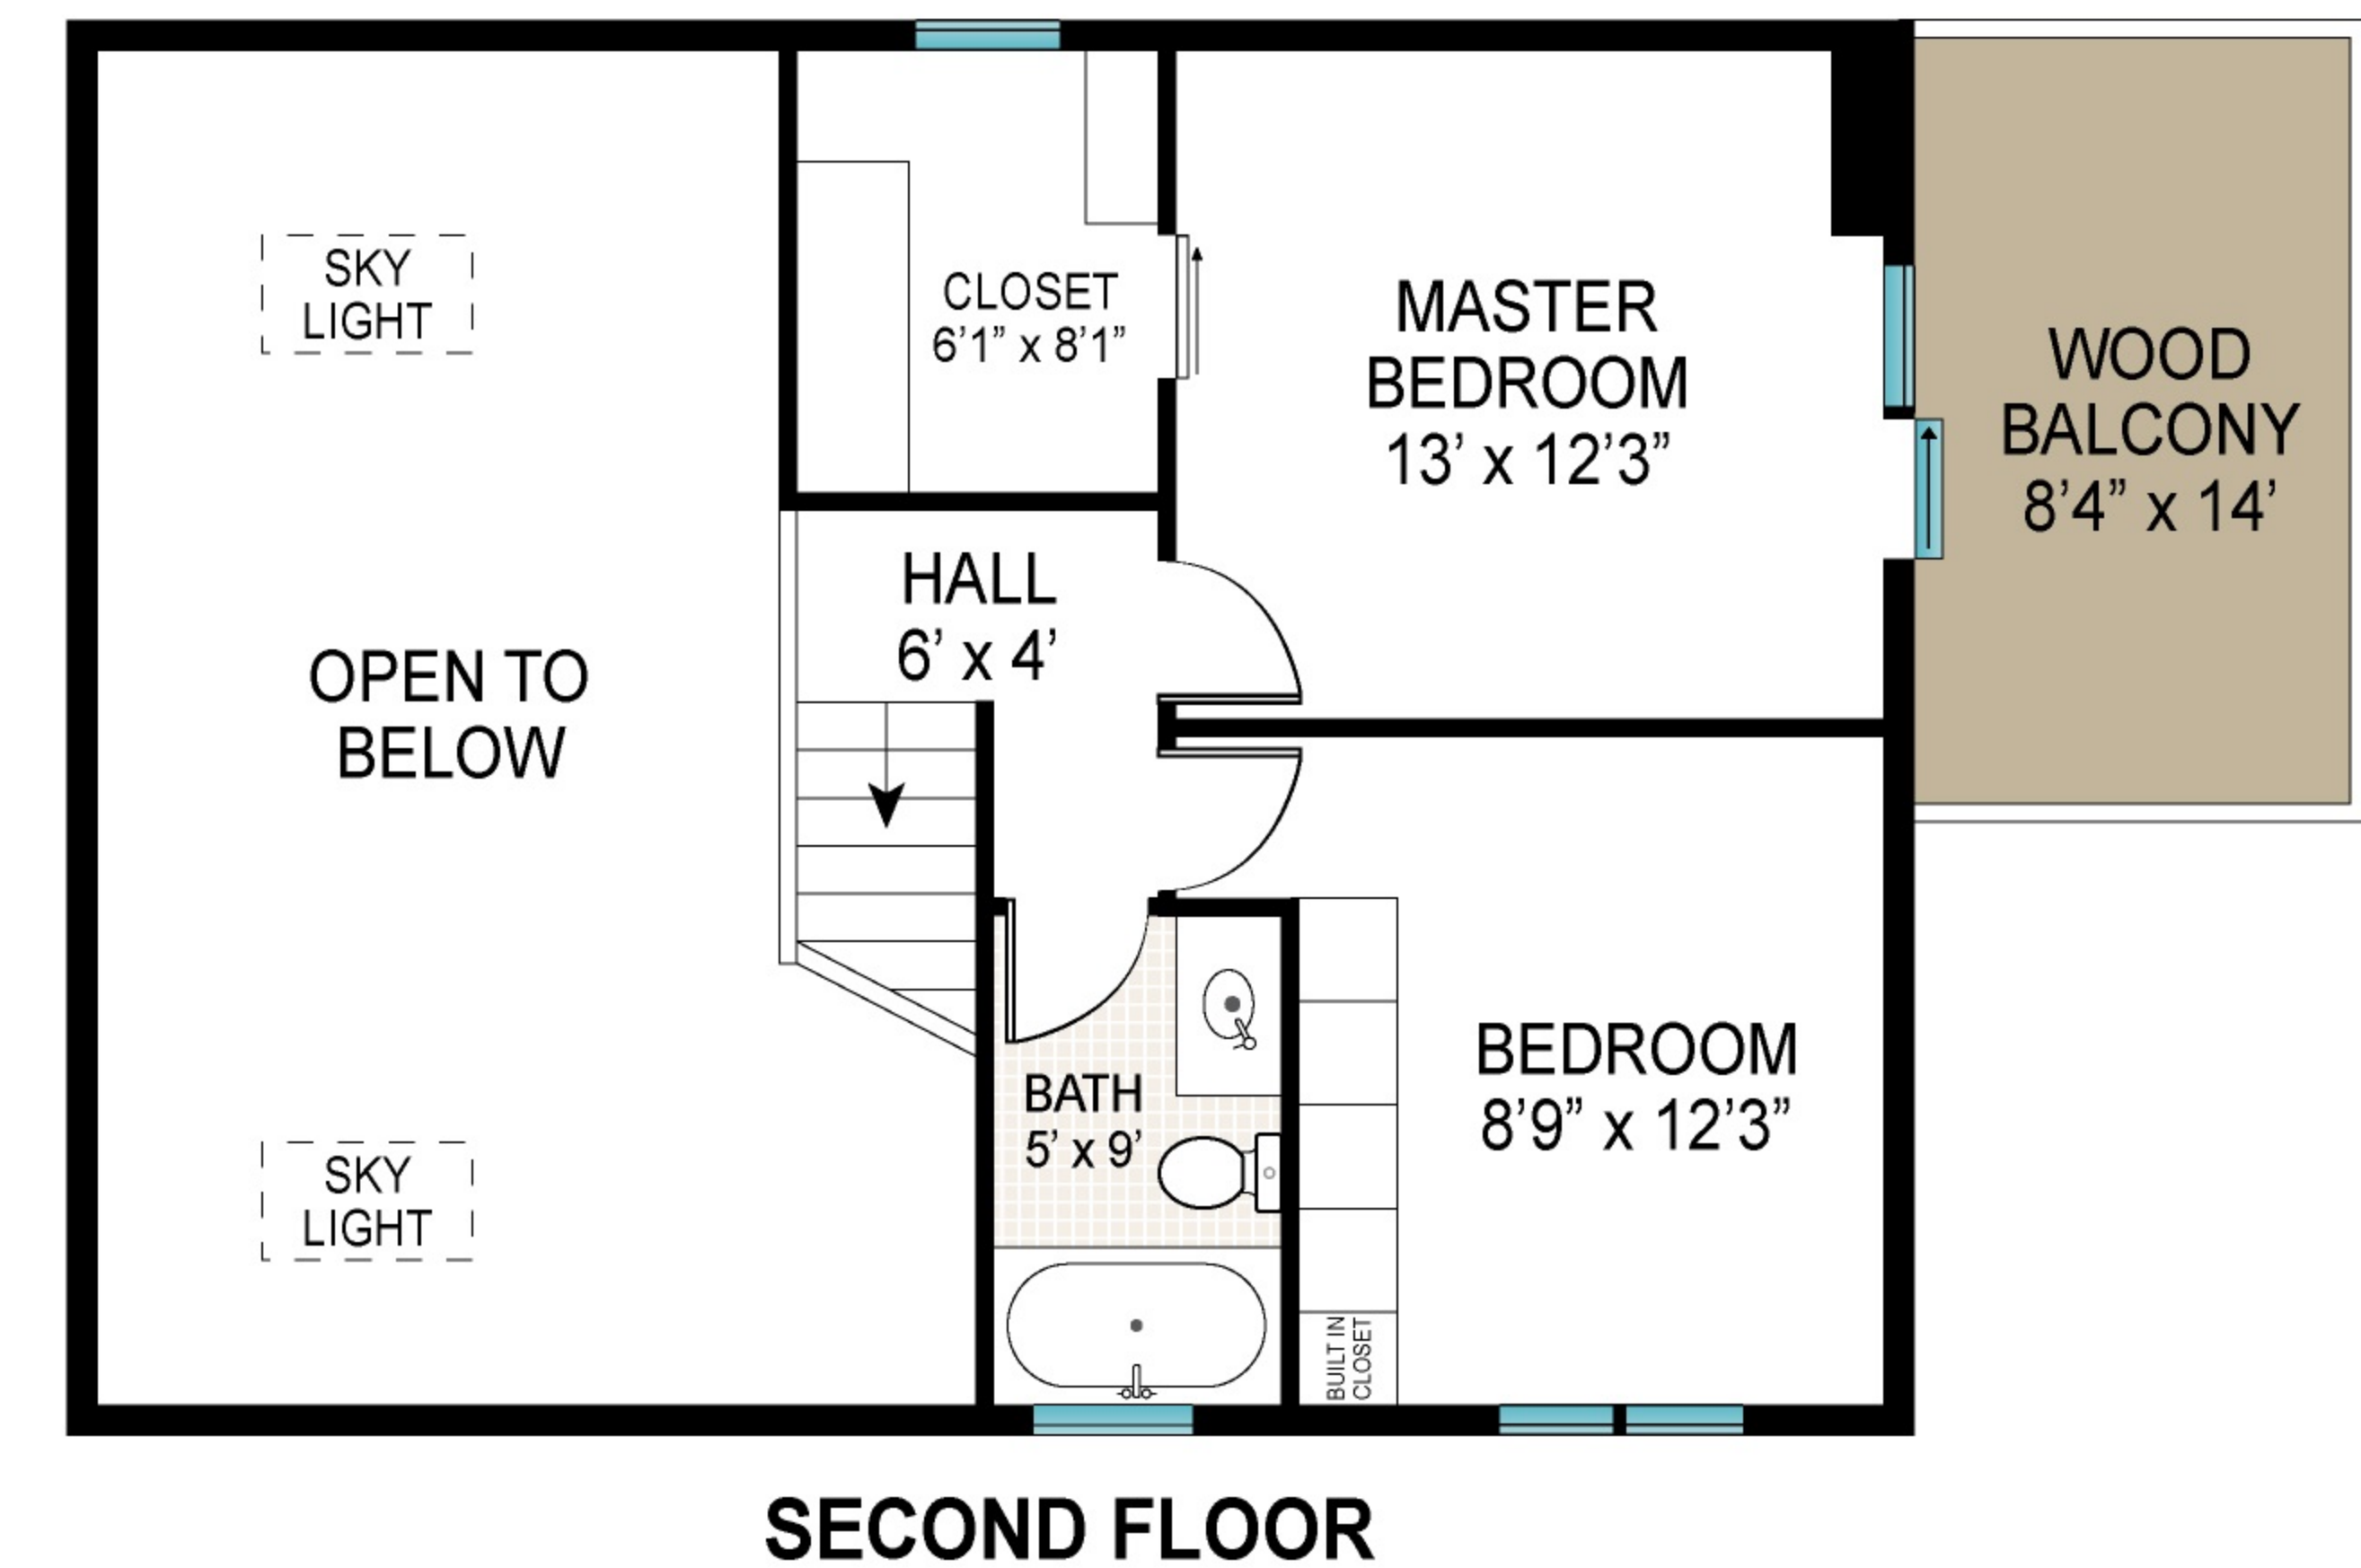 SKY
LIGHT
CLOSET
6’1” x 8’1”
MASTER
BEDROOM
13’ x 12’3”
WOOD
BALCONY
8’4” x 14’
HALL
6’ x 4’
OPEN TO
BELOW
BATH
5’ x 9’
BEDROOM
8’9” x 12’3”
SKY
LIGHT
BUILT IN
CLOSET
SECOND FLOOR